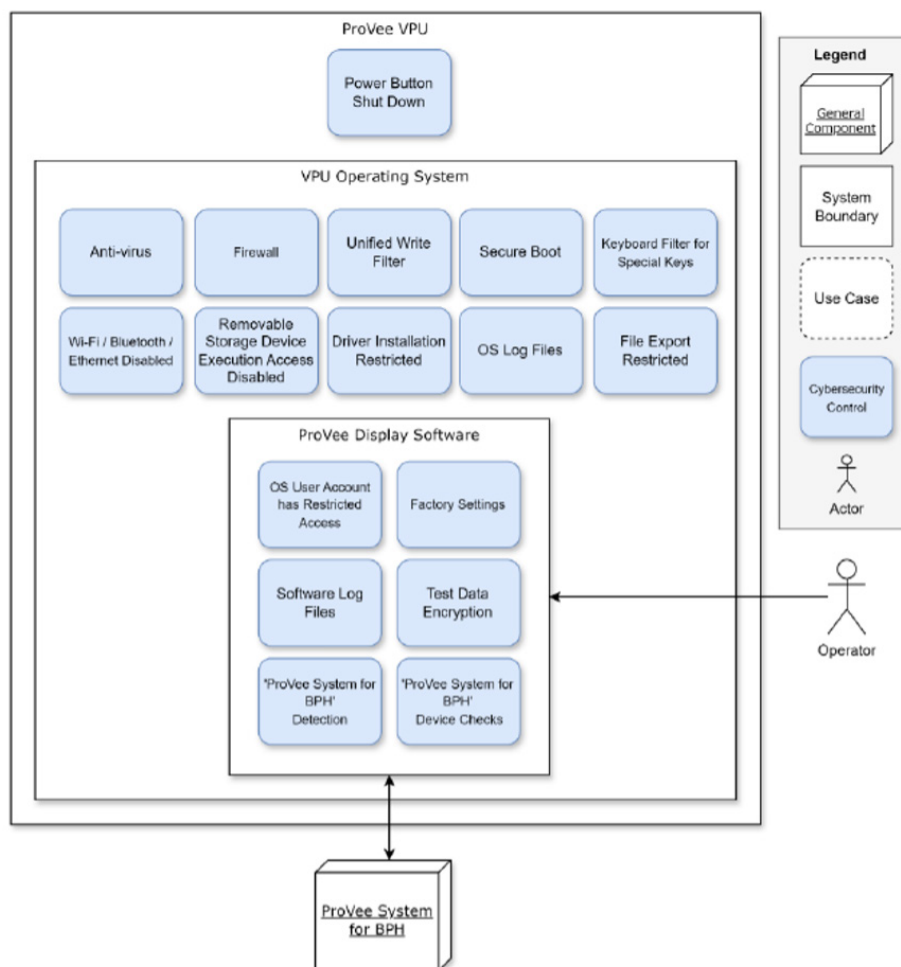 ProVee VPU
Power Button
Shut Down
VPU Operating System
Anti-virus
Firewall
Unified Write
Filter
Secure Boot
Keyboard Filter for
Special Keys
Wi-Fi / Bluetooth /
Ethernet Disabled
Removable
Storage Device
Execution Access
Disabled
Driver Installation
Restricted
OS Log Files
File Export
Restricted
ProVee Display Software
OS User Account
has Restricted
Access
Factory Settings
Software Log
Files
Test Data
Encryption
'ProVee System for
BPH'
Detection
'ProVee System for
BPH'
Device Checks
ProVee System
for BPH
Legend
General
Component
System
Boundary
Use Case
Cybersecurity
Control
Actor
Operator